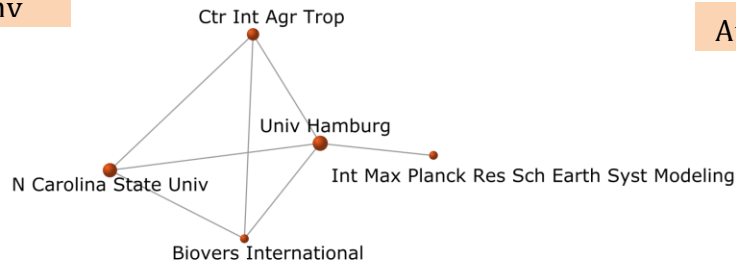 Ctr Int Agr Trop
Univ Hamburg
Int Max Planck Res Sch Earth Syst Modeling
N Carolina State Univ
Biovers International